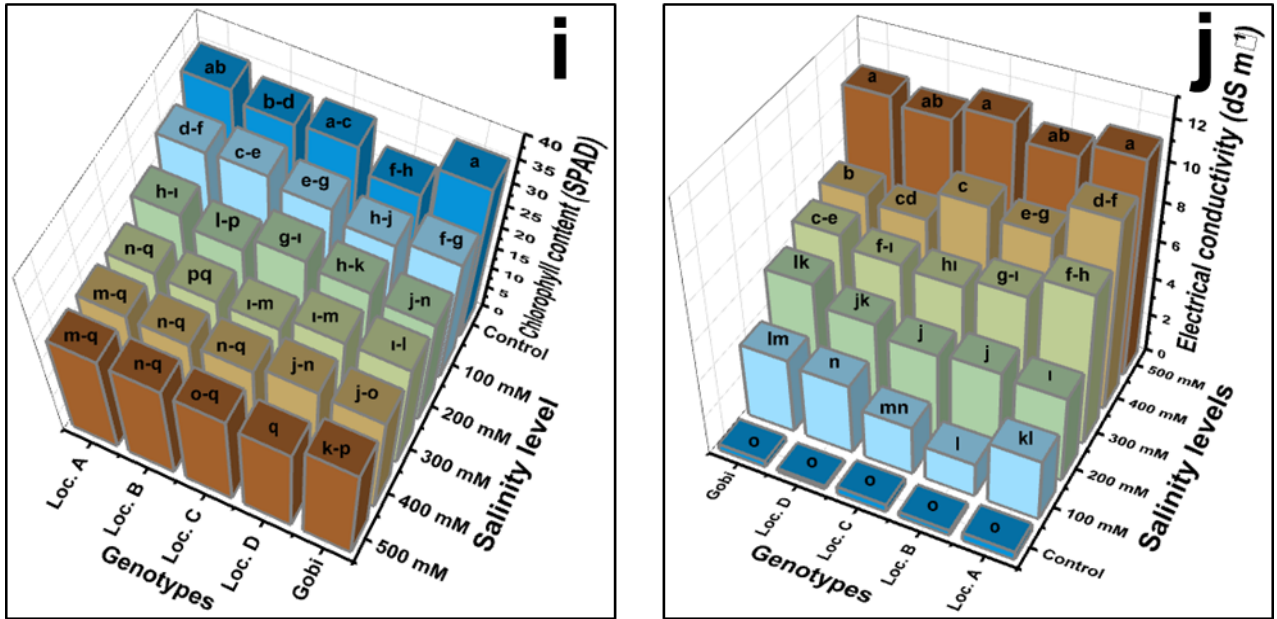 i
ab
b-d
a-c
f-h
a
d-f
c-e
e-g
h-j
f-g
h-ı
l-p
g-ı
h-k
j-n
n-q
pq
ı-m
ı-m
ı-l
m-q
n-q
n-q
j-n
j-o
m-q
n-q
o-q
q
k-p
40
35
30
25
20
15
10
5
0
Chlorophyll content (SPAD)
Control
100 mM
200 mM
300 mM
400 mM
500 mM
Salinity level
Loc. A
Loc. B
Loc. C
Loc. D
Gobi
Genotypes
j
a
ab
a
ab
a
b
cd
c
e-g
d-f
c-e
f-ı
hı
g-ı
f-h
lk
jk
j
j
ı
lm
n
mn
l
kl
o
o
o
o
o
12
10
8
6
4
2
0
Electrical conductivity (dS m⁻¹)
500 mM
400 mM
300 mM
200 mM
100 mM
Control
Salinity levels
Gobi
Loc. D
Loc. C
Loc. B
Loc. A
Genotypes